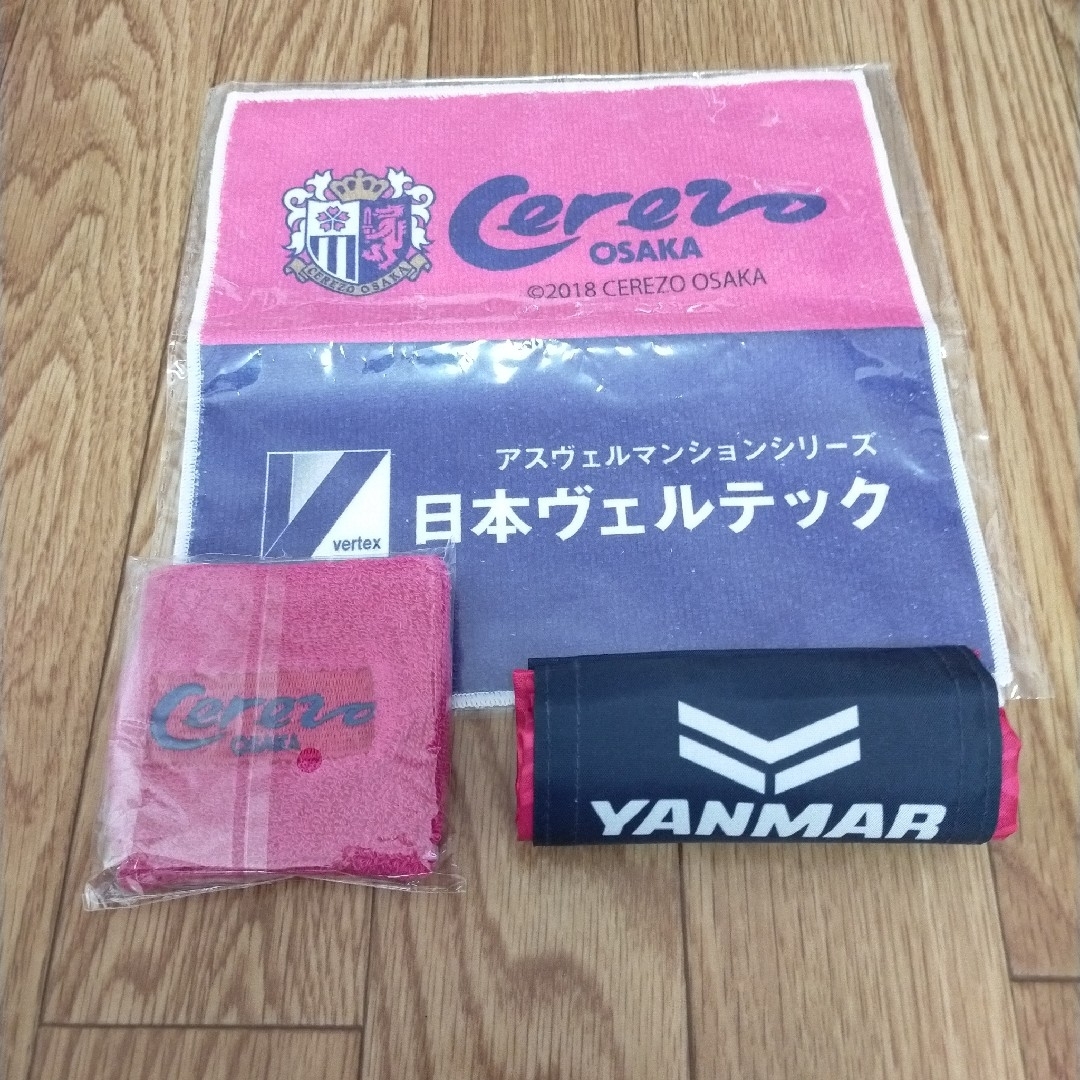 Cerezo
OSAKA
CEREZO OSAKA
©2018 CEREZO OSAKA
アスヴェルマンションシリーズ
日本ヴェルテック
vertex
Cerezo
OSAKA
YANMAR